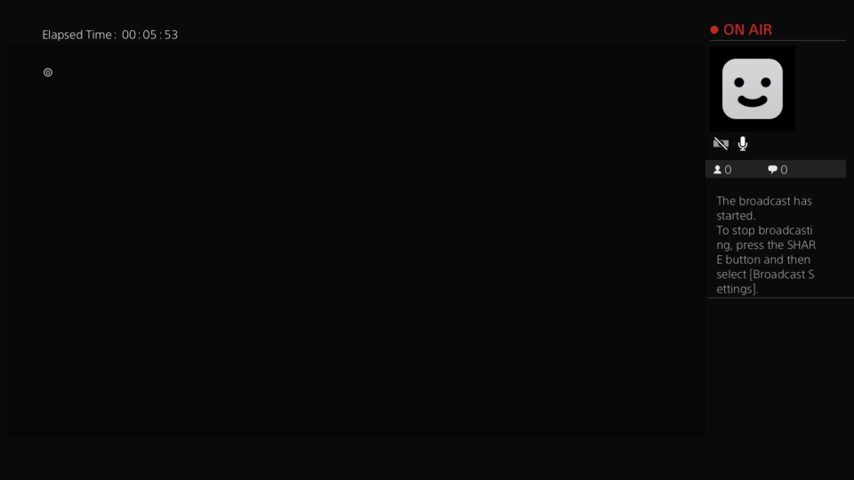 Elapsed Time: 00:05:53
ON AIR
0 0
The broadcast has
started.
To stop broadcasti
ng, press the SHAR
E button and then
select [Broadcast S
ettings].